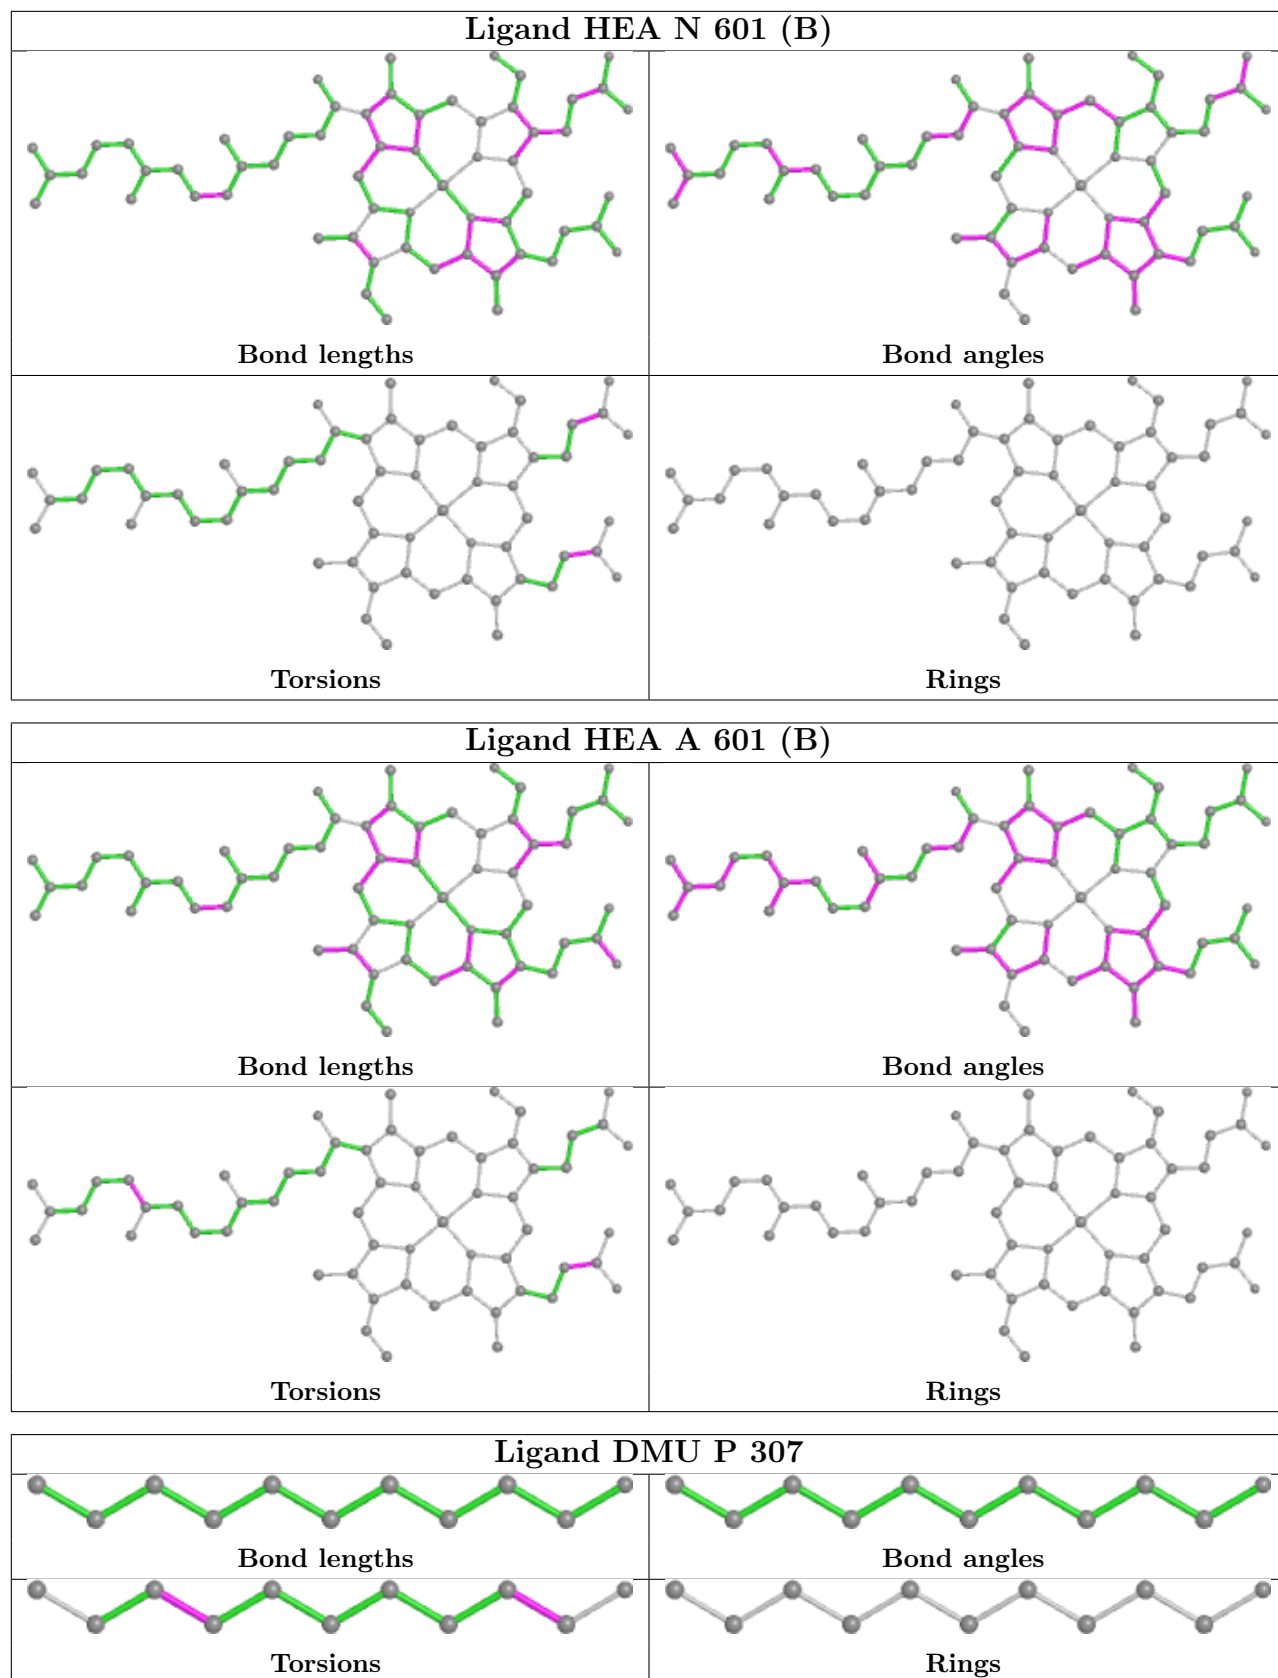 Ligand HEA N 601 (B)
Bond lengths
Bond angles
Torsions
Rings
Ligand HEA A 601 (B)
Bond lengths
Bond angles
Torsions
Rings
Ligand DMU P 307
Bond lengths
Bond angles
Torsions
Rings